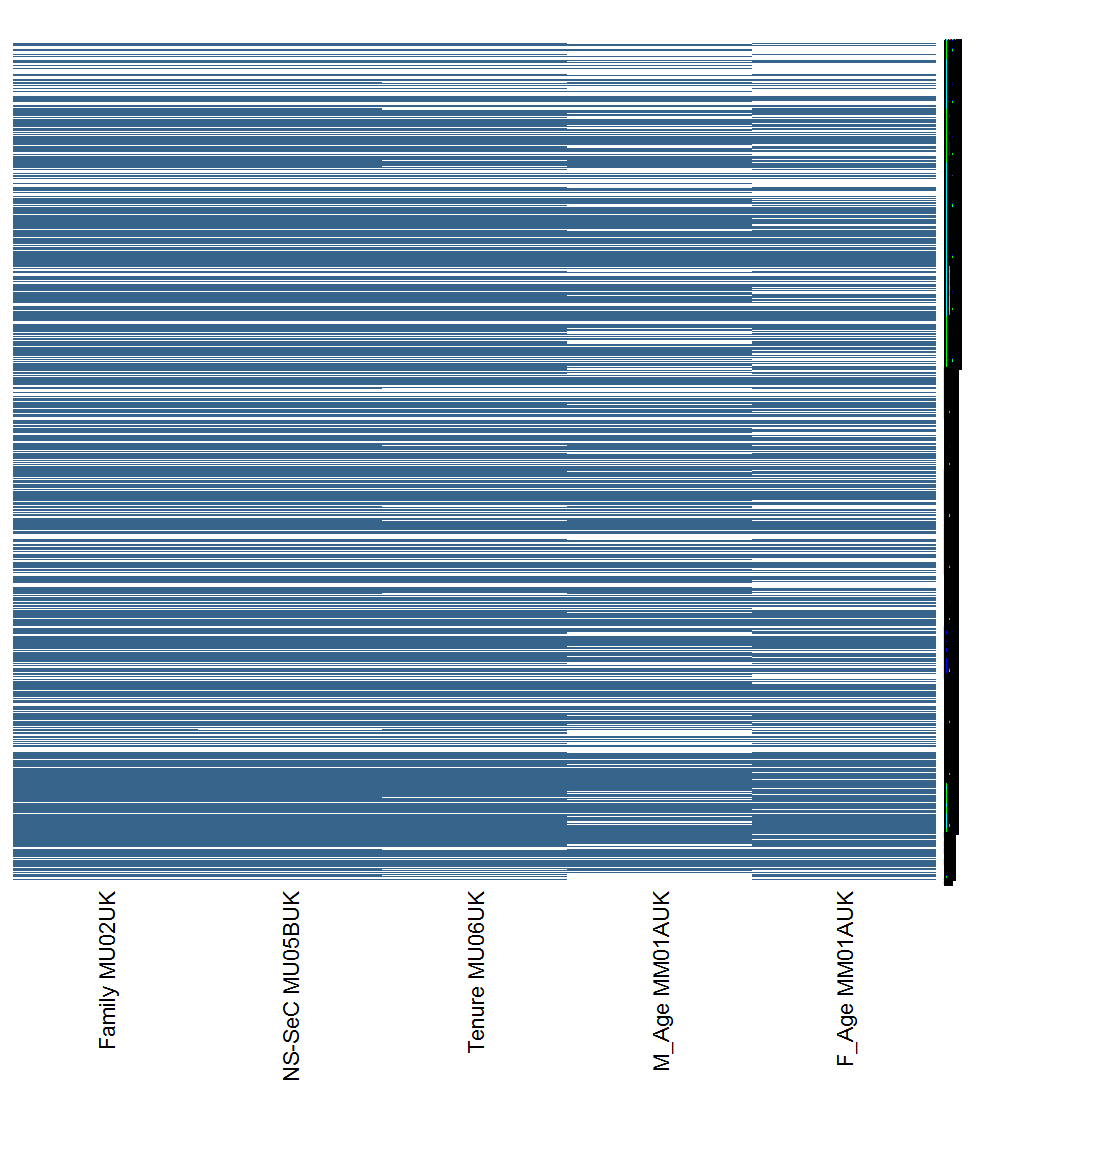 Family MU02UK
NS-SeC MU05BUK
Tenure MU06UK
M_Age MM01AUK
F_Age MM01AUK